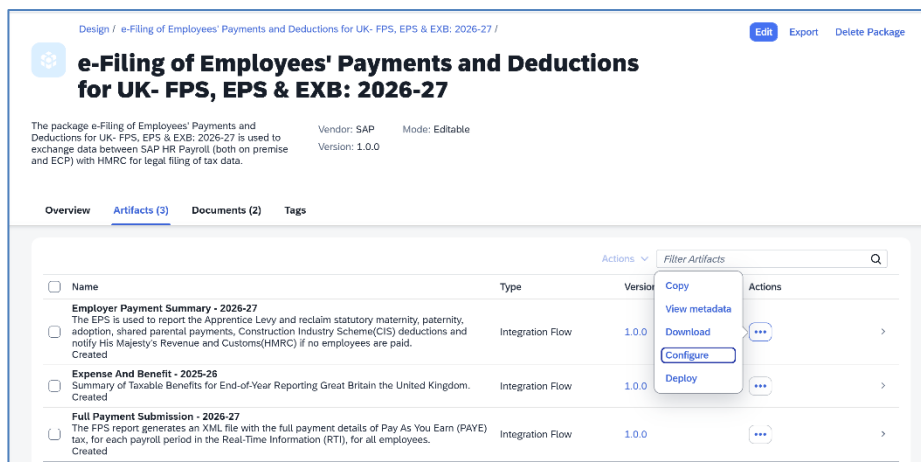 Design / e-Filing of Employees' Payments and Deductions for UK- FPS, EPS & EXB: 2026-27 /
Edit Export Delete Package
e-Filing of Employees' Payments and Deductions
for UK- FPS, EPS & EXB: 2026-27
The package e-Filing of Employees' Payments and
Deductions for UK- FPS, EPS & EXB: 2026-27 is used to
exchange data between SAP HR Payroll (both on premise
and ECP) with HMRC for legal filing of tax data.
Vendor: SAP Mode: Editable
Version: 1.0.0
Overview Artifacts (3) Documents (2) Tags
Actions Filter Artifacts
Name Type Version Actions
Copy
View metadata
Download
Configure
Deploy
Employer Payment Summary - 2026-27
The EPS is used to report the Apprentice Levy and reclaim statutory maternity, paternity,
adoption, shared parental payments, Construction Industry Scheme(CIS) deductions and
notify His Majesty's Revenue and Customs(HMRC) if no employees are paid.
Created
Integration Flow 1.0.0
Expense And Benefit - 2025-26
Summary of Taxable Benefits for End-of-Year Reporting Great Britain the United Kingdom.
Created
Integration Flow 1.0.0
Full Payment Submission - 2026-27
The FPS report generates an XML file with the full payment details of Pay As You Earn (PAYE)
tax, for each payroll period in the Real-Time Information (RTI), for all employees.
Created
Integration Flow 1.0.0